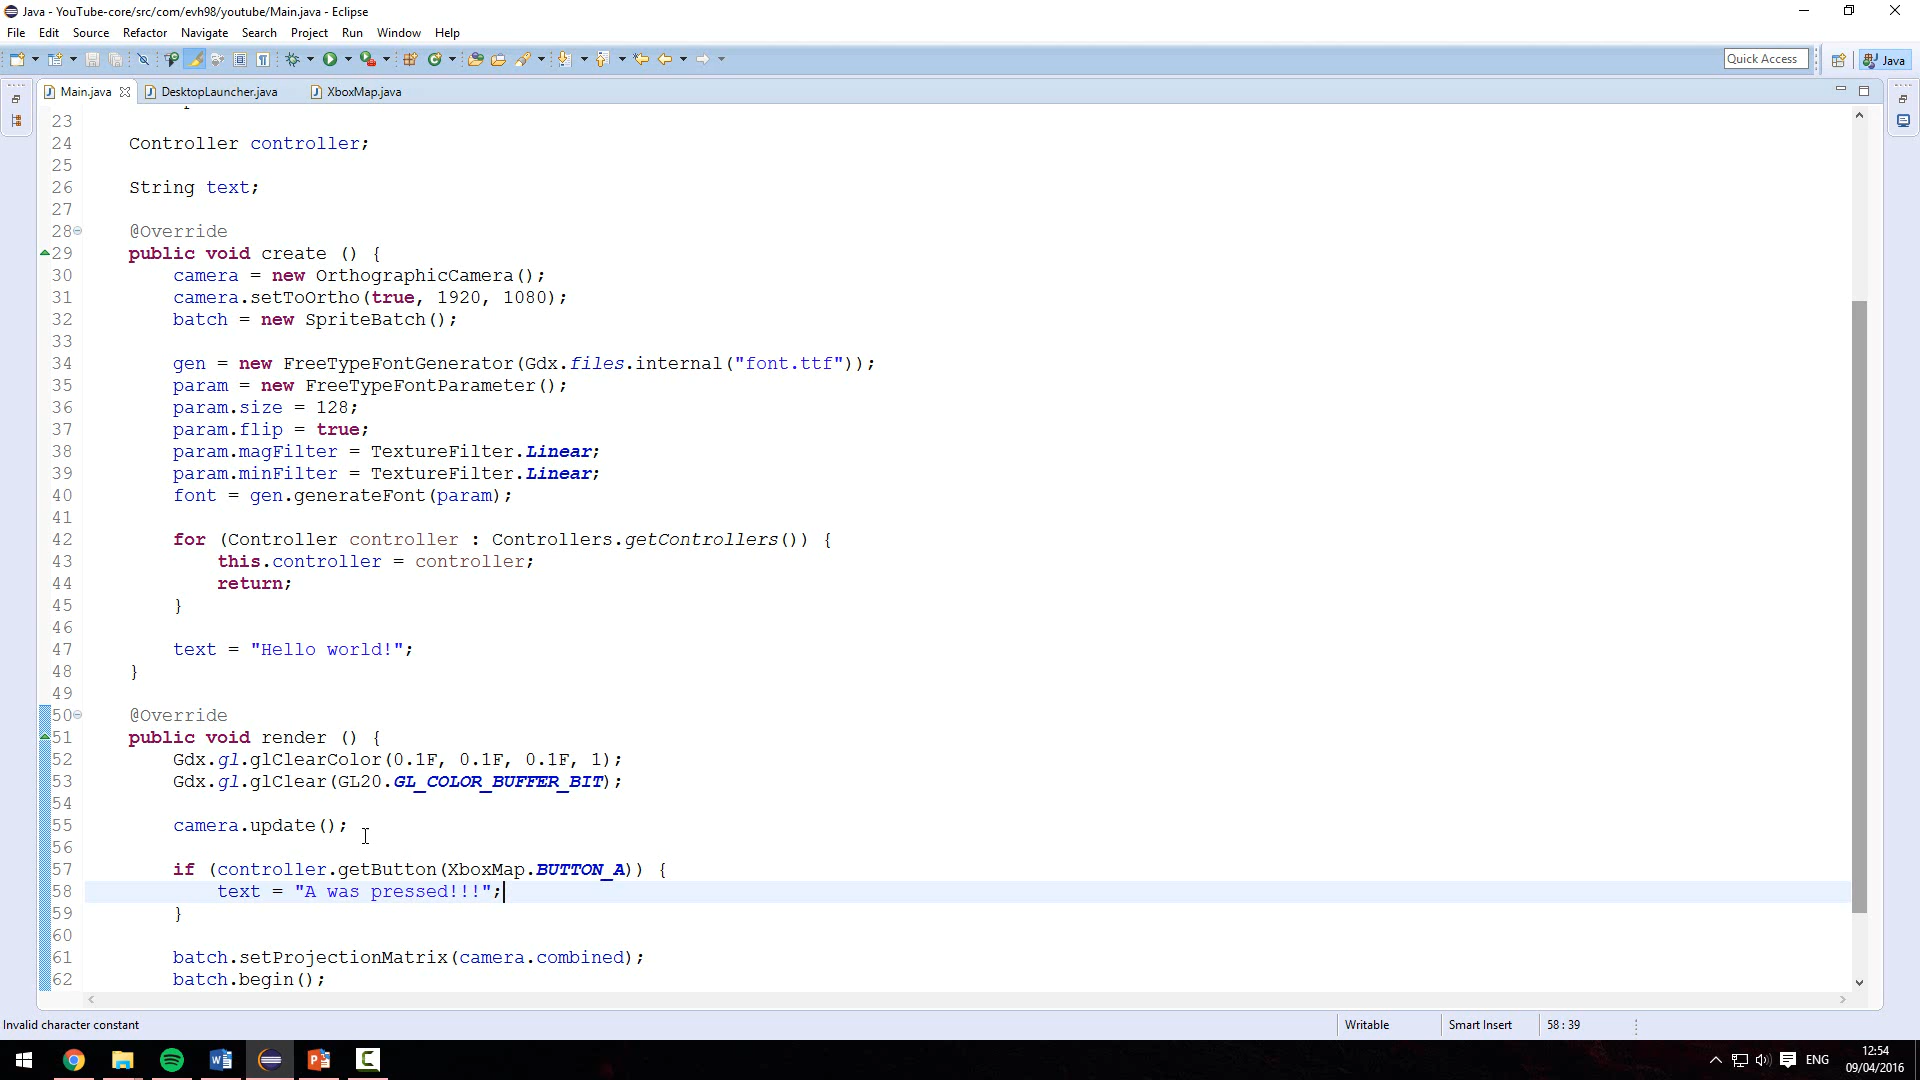 Java - YouTube-core/src/com/evh98/youtube/Main.java - Eclipse
File Edit Source Refactor Navigate Search Project Run Window Help
Quick Access Java
Main.java DesktopLauncher.java XboxMap.java
23
24 Controller controller;
25
26 String text;
27
28 @Override
29 public void create () {
30 camera = new OrthographicCamera();
31 camera.setToOrtho(true, 1920, 1080);
32 batch = new SpriteBatch();
33
34 gen = new FreeTypeFontGenerator(Gdx.files.internal("font.ttf"));
35 param = new FreeTypeFontParameter();
36 param.size = 128;
37 param.flip = true;
38 param.magFilter = TextureFilter.Linear;
39 param.minFilter = TextureFilter.Linear;
40 font = gen.generateFont(param);
41
42 for (Controller controller : Controllers.getControllers()) {
43 this.controller = controller;
44 return;
45 }
46
47 text = "Hello world!";
48 }
49
50 @Override
51 public void render () {
52 Gdx.gl.glClearColor(0.1F, 0.1F, 0.1F, 1);
53 Gdx.gl.glClear(GL20.GL_COLOR_BUFFER_BIT);
54
55 camera.update();
56
57 if (controller.getButton(XboxMap.BUTTON_A)) {
58 text = "A was pressed!!!";
59 }
60
61 batch.setProjectionMatrix(camera.combined);
62 batch.begin();
Invalid character constant Writable Smart Insert 58 : 39
ENG 12:54
09/04/2016